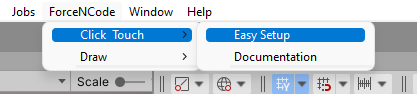 Jobs ForceNCode Window Help
Click Touch Easy Setup
Draw Documentation
Scale